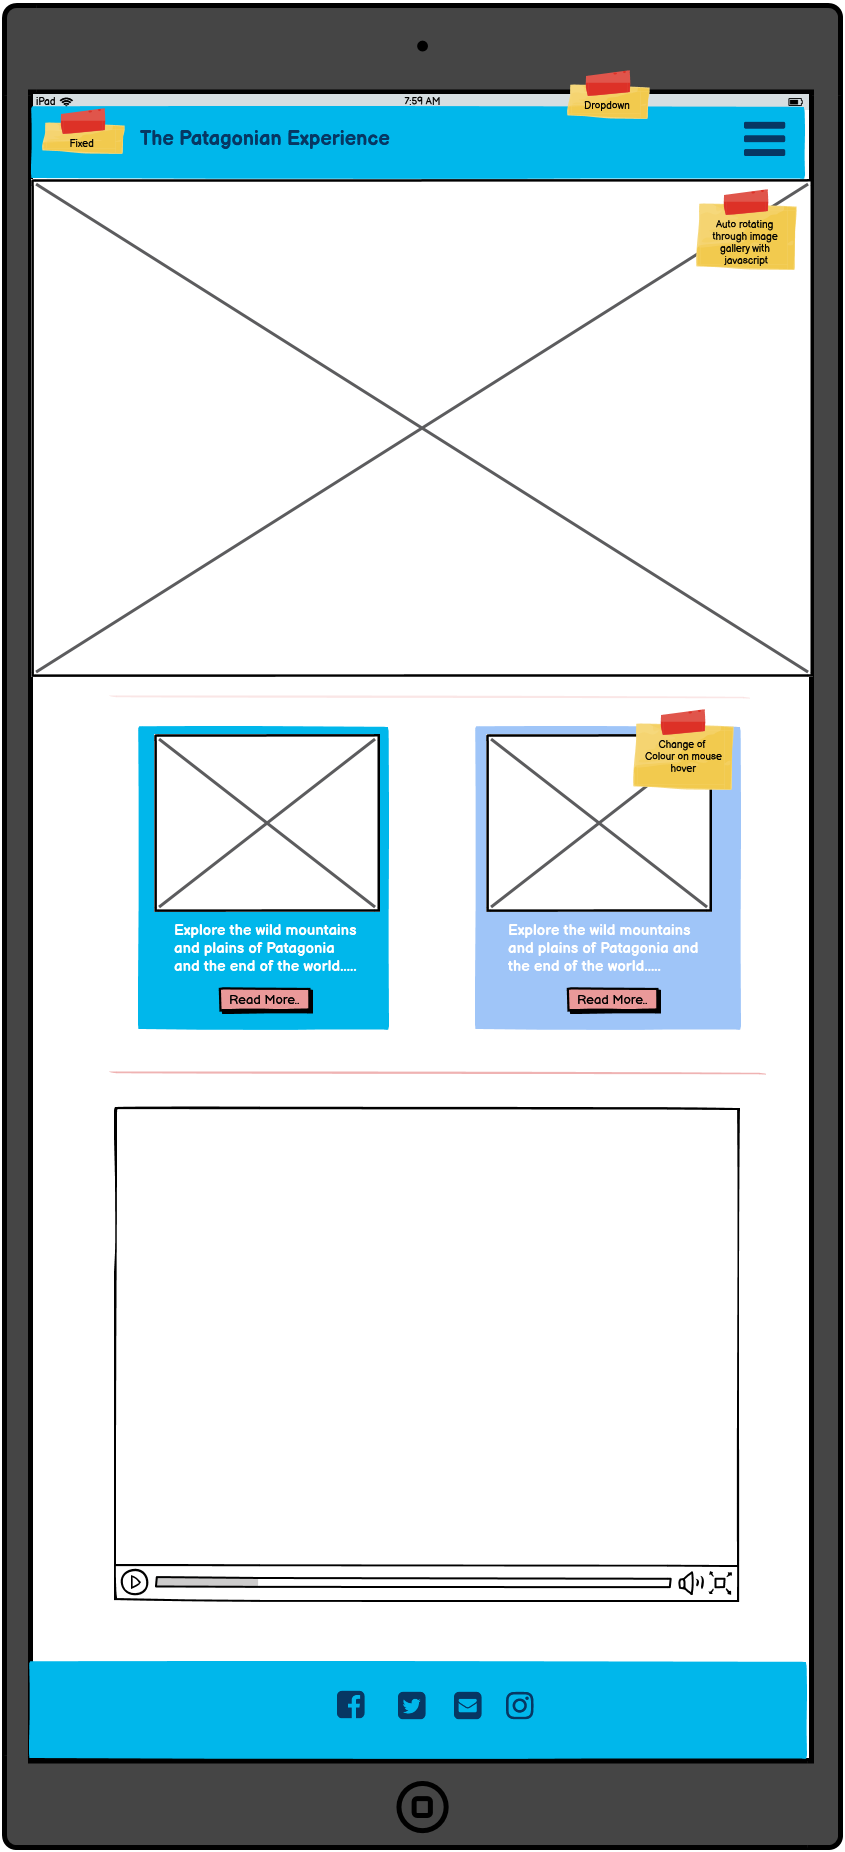 iPad
7:59 AM
Dropdown
Fixed
The Patagonian Experience
Auto rotating
through image
gallery with
javascript
Change of
Colour on mouse
hover
Explore the wild mountains
and plains of Patagonia
and the end of the world.....
Read More..
Explore the wild mountains
and plains of Patagonia and
the end of the world.....
Read More..